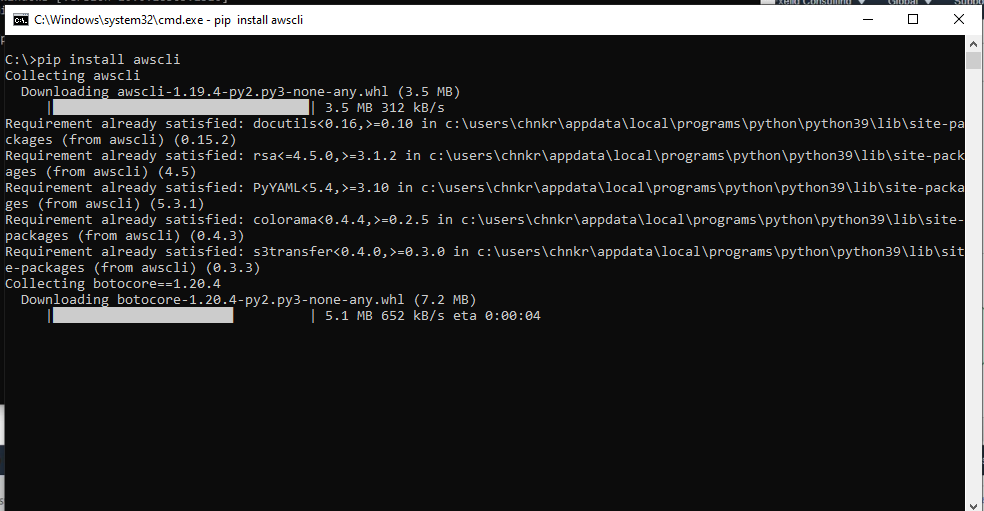 C:\Windows\system32\cmd.exe - pip install awscli
xelid Consulting
Global
C:\>pip install awscli
Collecting awscli
  Downloading awscli-1.19.4-py2.py3-none-any.whl (3.5 MB)
     | | 3.5 MB 312 kB/s
Requirement already satisfied: docutils<0.16,>=0.10 in c:\users\chnkr\appdata\local\programs\python\python39\lib\site-pa
ckages (from awscli) (0.15.2)
Requirement already satisfied: rsa<=4.5.0,>=3.1.2 in c:\users\chnkr\appdata\local\programs\python\python39\lib\site-pack
ages (from awscli) (4.5)
Requirement already satisfied: PyYAML<5.4,>=3.10 in c:\users\chnkr\appdata\local\programs\python\python39\lib\site-packa
ges (from awscli) (5.3.1)
Requirement already satisfied: colorama<0.4.4,>=0.2.5 in c:\users\chnkr\appdata\local\programs\python\python39\lib\site-
packages (from awscli) (0.4.3)
Requirement already satisfied: s3transfer<0.4.0,>=0.3.0 in c:\users\chnkr\appdata\local\programs\python\python39\lib\sit
e-packages (from awscli) (0.3.3)
Collecting botocore==1.20.4
  Downloading botocore-1.20.4-py2.py3-none-any.whl (7.2 MB)
     | | 5.1 MB 652 kB/s eta 0:00:04